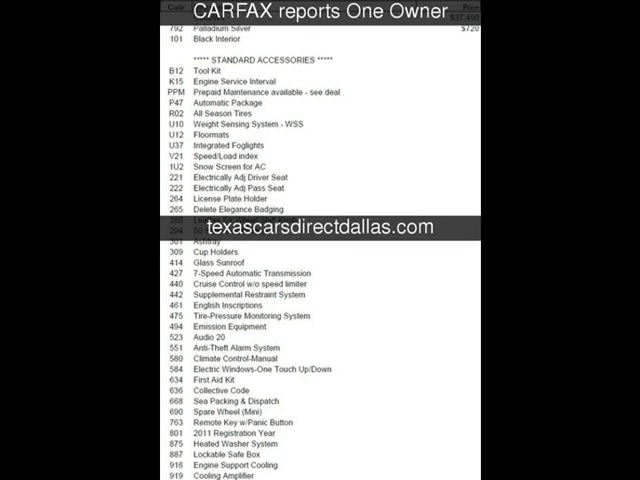 CARFAX reports One Owner
Code Price
$37,490
792 Palladium Silver $720
101 Black Interior
***** STANDARD ACCESSORIES *****
B12 Tool Kit
K15 Engine Service Interval
PPM Prepaid Maintenance available - see deal
P47 Automatic Package
R02 All Season Tires
U10 Weight Sensing System - WSS
U12 Floormats
U37 Integrated Foglights
V21 Speed/Load index
1U2 Snow Screen for AC
221 Electrically Adj Driver Seat
222 Electrically Adj Pass Seat
264 License Plate Holder
265 Delete Elegance Badging
texascarsdirectdallas.com
301 Ashtray
309 Cup Holders
414 Glass Sunroof
427 7-Speed Automatic Transmission
440 Cruise Control w/o speed limiter
442 Supplemental Restraint System
461 English Inscriptions
475 Tire-Pressure Monitoring System
494 Emission Equipment
523 Audio 20
551 Anti-Theft Alarm System
580 Climate Control-Manual
584 Electric Windows-One Touch Up/Down
634 First Aid Kit
636 Collective Code
668 Sea Packing & Dispatch
690 Spare Wheel (Mini)
763 Remote Key w/Panic Button
801 2011 Registration Year
875 Heated Washer System
887 Lockable Safe Box
916 Engine Support Cooling
919 Cooling Amplifier